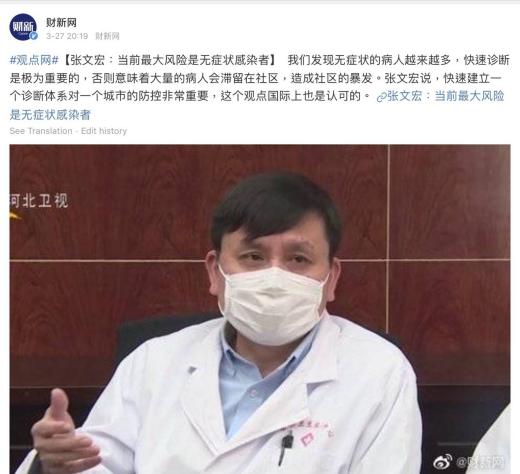 财新
财新网
3-27 20:19 财新网
#观点网#【张文宏：当前最大风险是无症状感染者】 我们发现无症状的病人越来越多，快速诊断
是极为重要的，否则意味着大量的病人会滞留在社区，造成社区的暴发。张文宏说，快速建立一
个诊断体系对一个城市的防控非常重要，这个观点国际上也是认可的。 张文宏：当前最大风险
是无症状感染者
See Translation · Edit history
河北卫视
@财新网